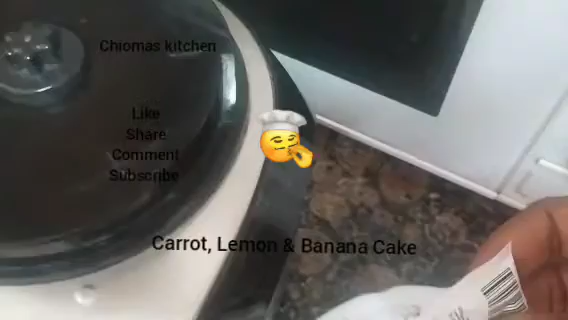 Chiomas kitchen
Like
Share
Comment
Subscribe
Carrot, Lemon & Banana Cake